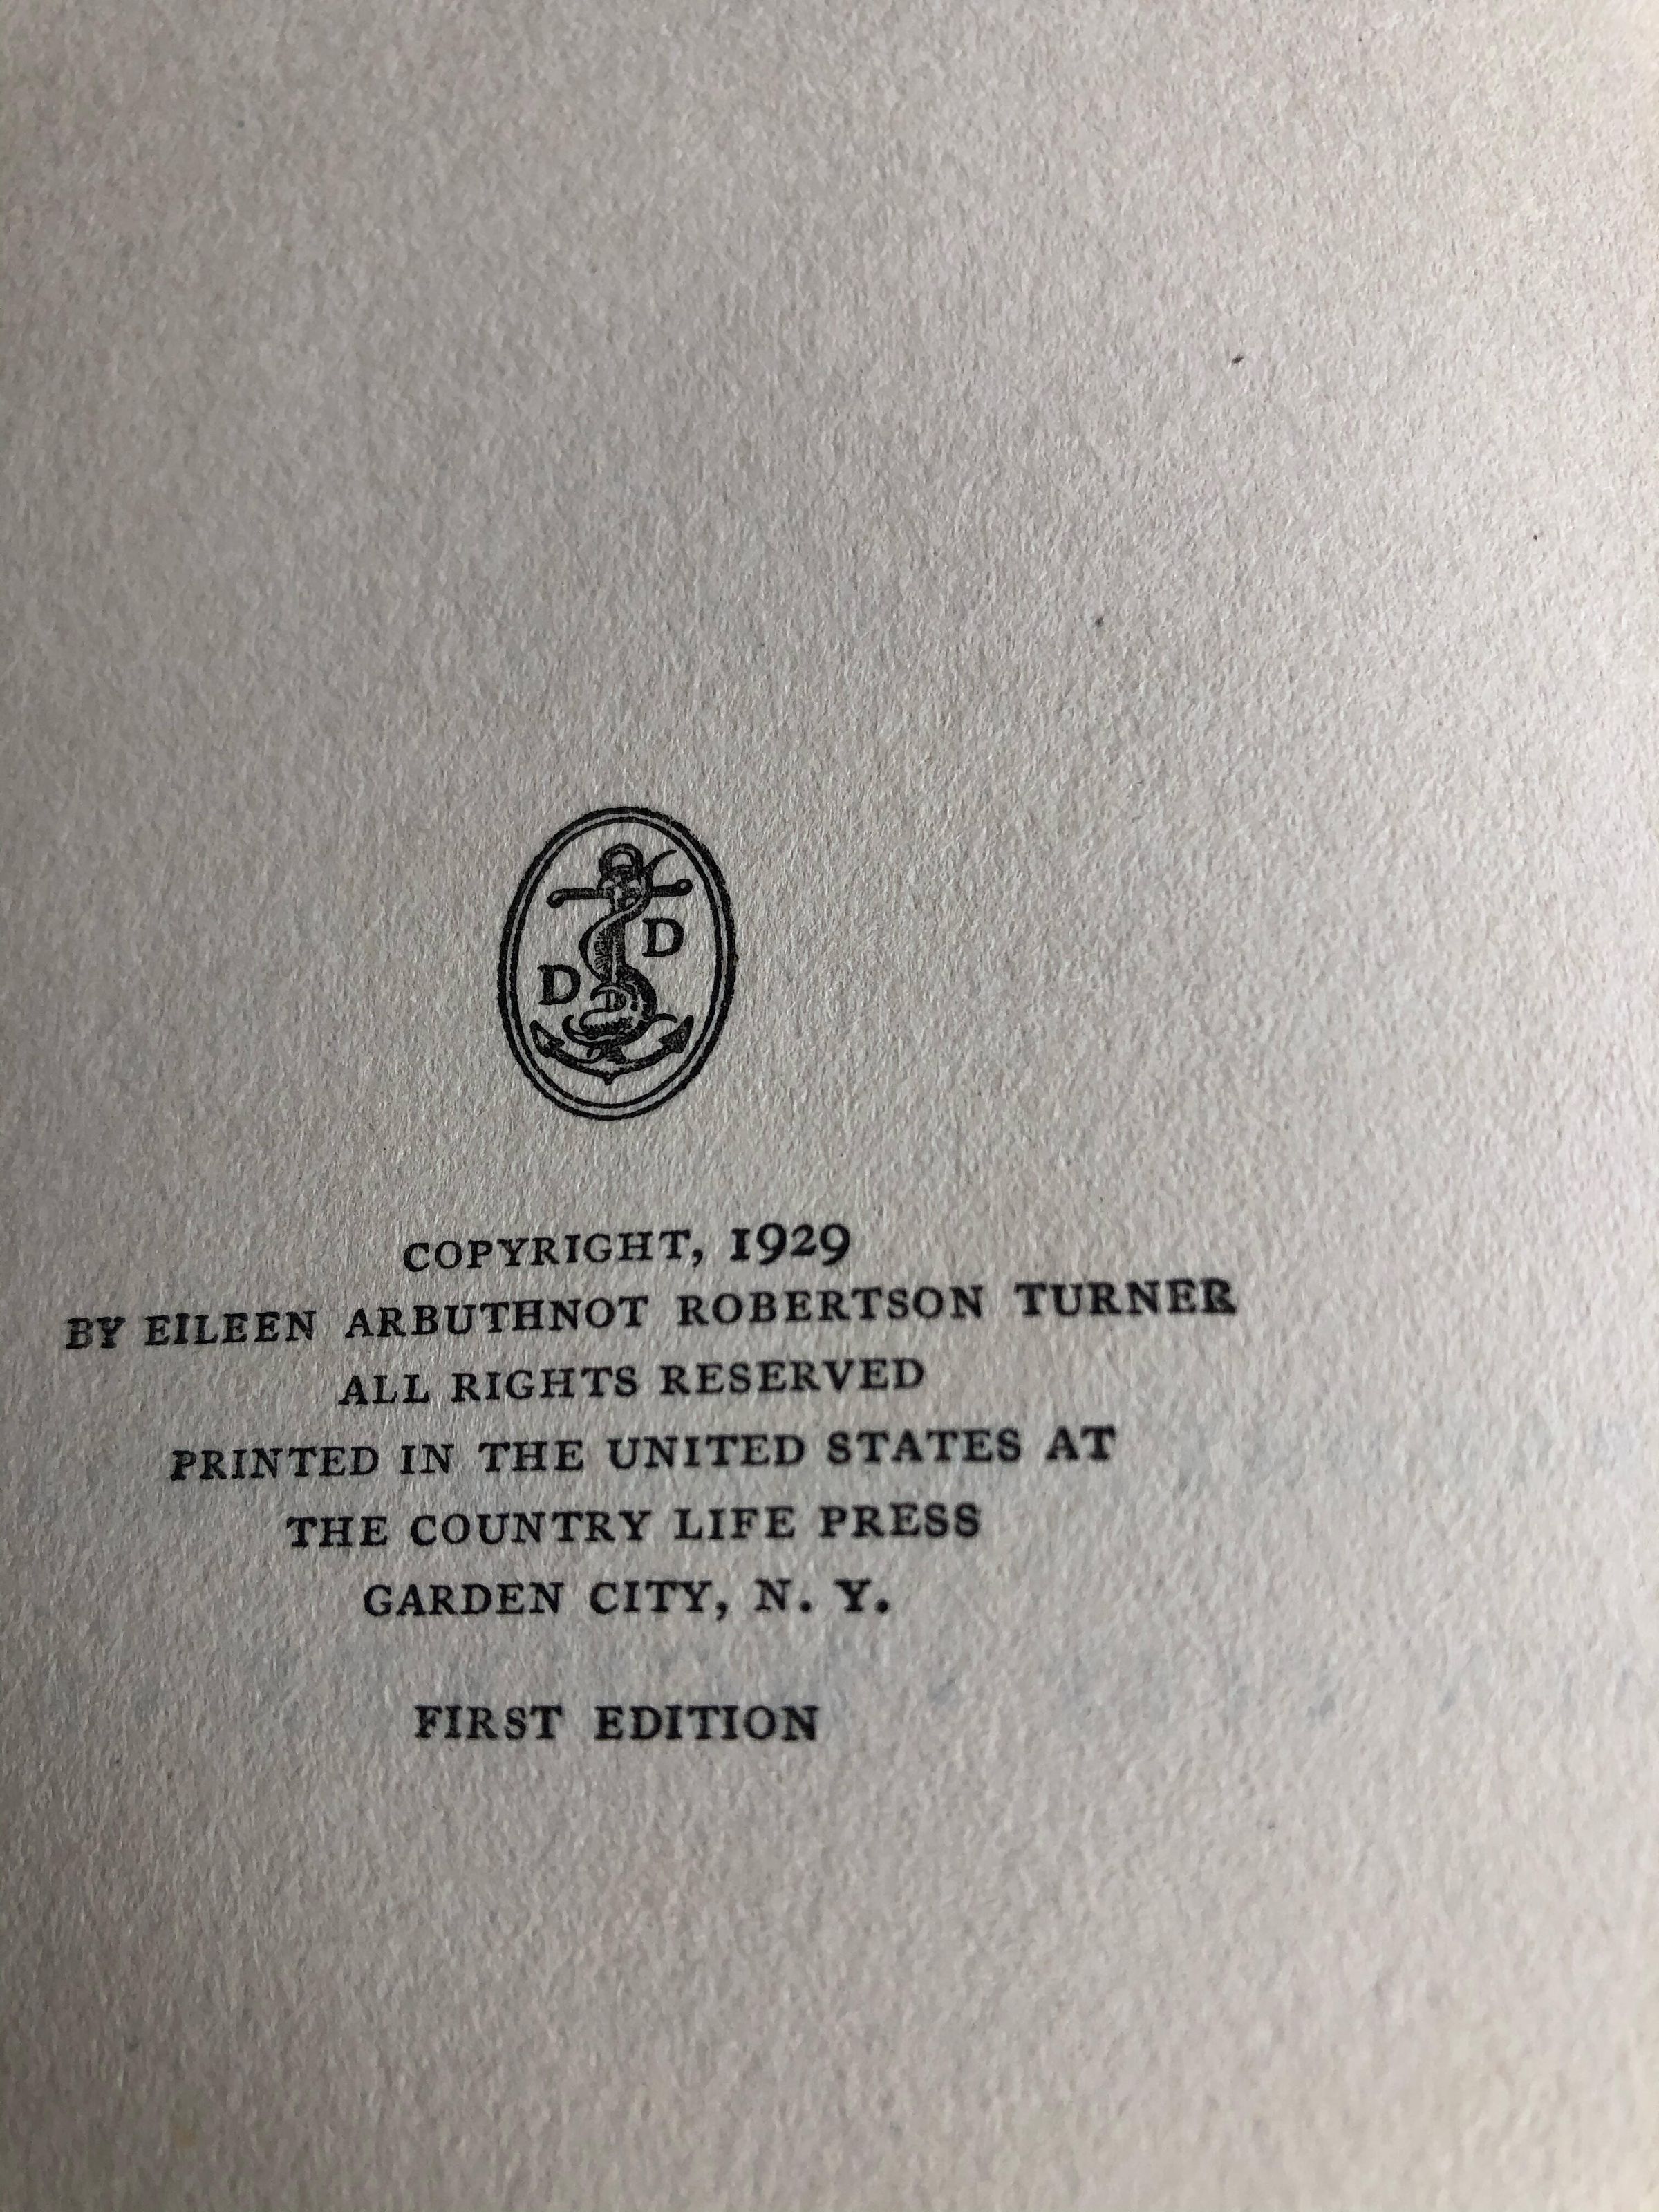 D D
COPYRIGHT, 1929
BY EILEEN ARBUTHNOT ROBERTSON TURNER
ALL RIGHTS RESERVED
PRINTED IN THE UNITED STATES AT
THE COUNTRY LIFE PRESS
GARDEN CITY, N. Y.
FIRST EDITION